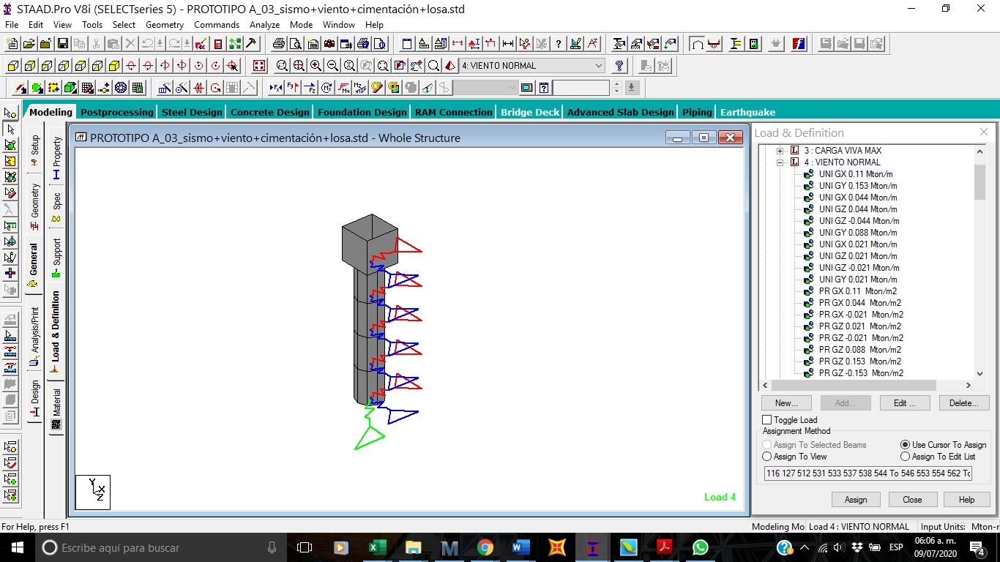 STAAD.Pro V8i (SELECTseries 5) - PROTOTIPO A_03_sismo+viento+cimentación+losa.std
File Edit View Tools Select Geometry Commands Analyze Mode Window Help
4: VIENTO NORMAL
Modeling Postprocessing Steel Design Concrete Design Foundation Design RAM Connection Bridge Deck Advanced Slab Design Piping Earthquake
Setup
Geometry
General
Analysis/Print
Design
Property
Spec
Support
Load & Definition
Material
PROTOTIPO A_03_sismo+viento+cimentación+losa.std - Whole Structure
Y
X
Z
Load 4
Load & Definition
3 : CARGA VIVA MAX
4 : VIENTO NORMAL
UNI GX 0.11 Mton/m
UNI GY 0.153 Mton/m
UNI GX 0.044 Mton/m
UNI GZ 0.044 Mton/m
UNI GZ -0.044 Mton/m
UNI GY 0.088 Mton/m
UNI GX 0.021 Mton/m
UNI GZ 0.021 Mton/m
UNI GZ -0.021 Mton/m
UNI GY 0.021 Mton/m
PR GX 0.11 Mton/m2
PR GX 0.044 Mton/m2
PR GX -0.021 Mton/m2
PR GZ 0.021 Mton/m2
PR GZ -0.021 Mton/m2
PR GZ 0.088 Mton/m2
PR GZ 0.153 Mton/m2
PR GZ -0.153 Mton/m2
New... Add... Edit ... Delete...
Toggle Load
Assignment Method
Assign To Selected Beams Use Cursor To Assign
Assign To View Assign To Edit List
116 127 512 531 533 537 538 544 To 546 553 554 562 To
Assign Close Help
For Help, press F1
Modeling Mo Load 4 : VIENTO NORMAL Input Units: Mton-r
Escribe aquí para buscar
ESP
06:06 a. m.
09/07/2020
4